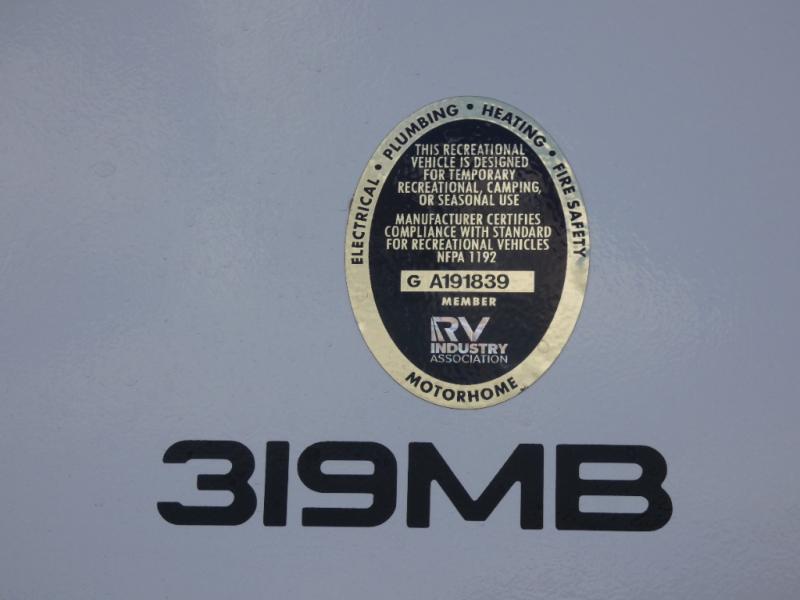 ELECTRICAL • PLUMBING • HEATING • FIRE SAFETY
THIS RECREATIONAL
VEHICLE IS DESIGNED
FOR TEMPORARY
RECREATIONAL, CAMPING,
OR SEASONAL USE
MANUFACTURER CERTIFIES
COMPLIANCE WITH STANDARD
FOR RECREATIONAL VEHICLES
NFPA 1192
G A191839
MEMBER
RV
INDUSTRY
ASSOCIATION
MOTORHOME
319MB